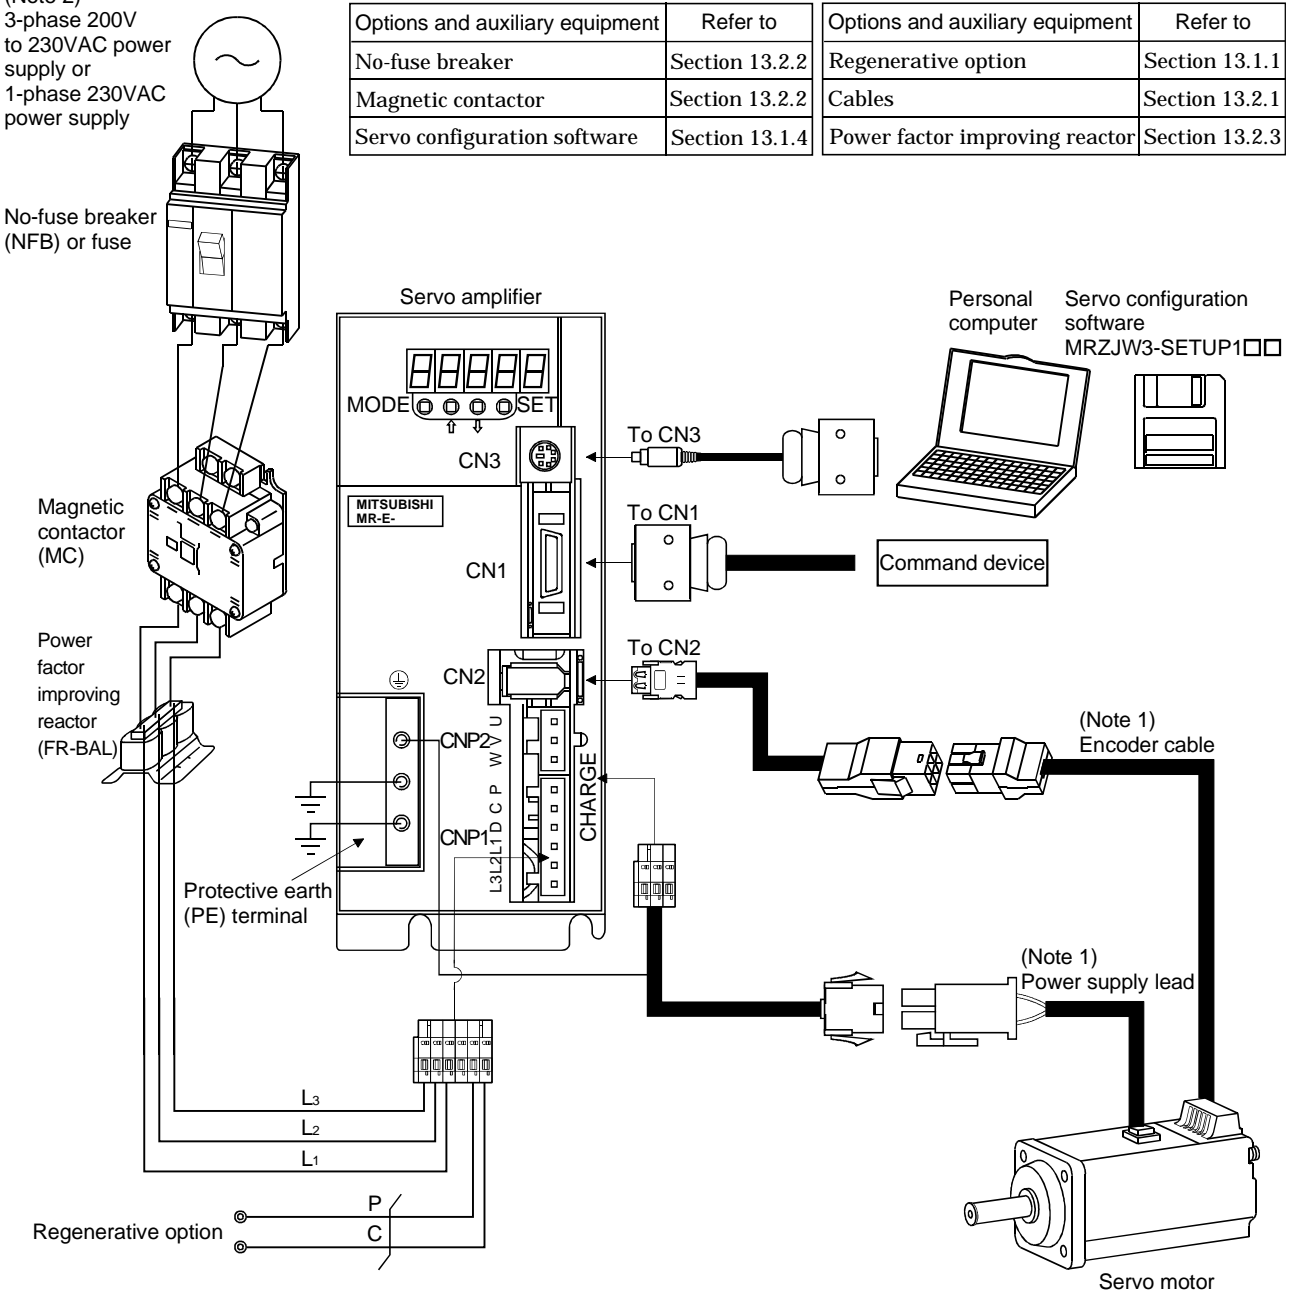 (Note 2)
3-phase 200V
to 230VAC power
supply or
1-phase 230VAC
power supply
Options and auxiliary equipment Refer to
No-fuse breaker Section 13.2.2
Magnetic contactor Section 13.2.2
Servo configuration software Section 13.1.4
Options and auxiliary equipment Refer to
Regenerative option Section 13.1.1
Cables Section 13.2.1
Power factor improving reactor Section 13.2.3
No-fuse breaker
(NFB) or fuse
Servo amplifier
Personal
computer
Servo configuration
software
MRZJW3-SETUP1□□
MODE
SET
CN3
To CN3
MITSUBISHI
MR-E-
Magnetic
contactor
(MC)
CN1
To CN1
Command device
Power
factor
improving
reactor
(FR-BAL)
CN2
To CN2
CNP2
W V U
CHARGE
(Note 1)
Encoder cable
CNP1
L3L2L1D C P
Protective earth
(PE) terminal
(Note 1)
Power supply lead
L3
L2
L1
Regenerative option
P
C
Servo motor